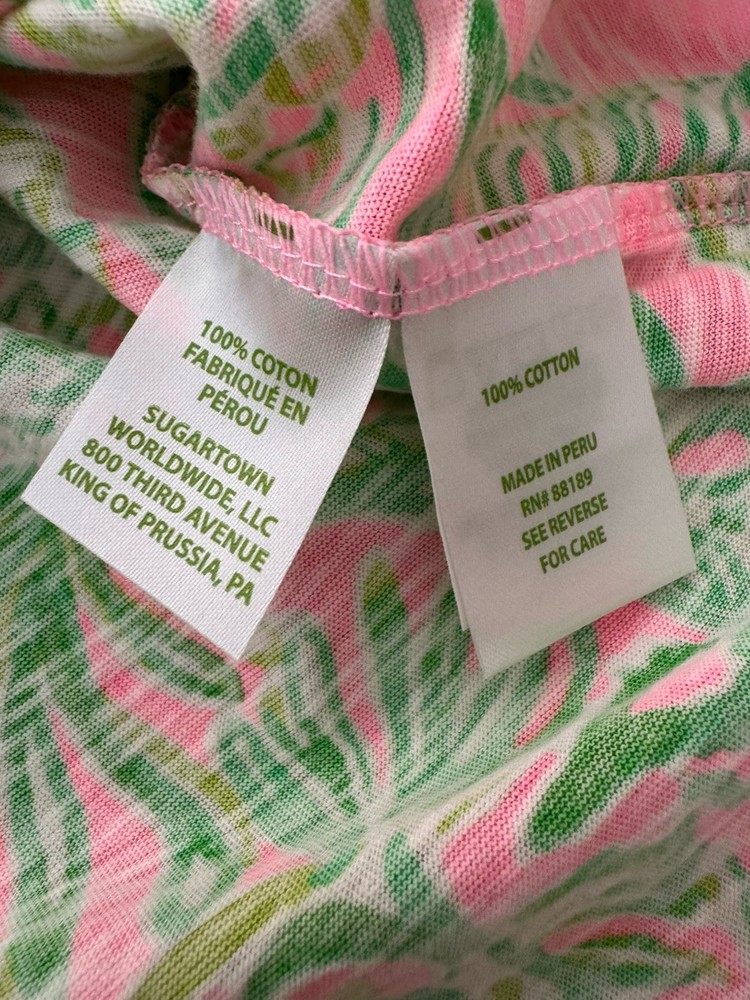 100% COTON
FABRIQUÉ EN
PÉROU
SUGARTOWN
WORLDWIDE, LLC
800 THIRD AVENUE
KING OF PRUSSIA, PA
100% COTTON
MADE IN PERU
RN# 88189
SEE REVERSE
FOR CARE